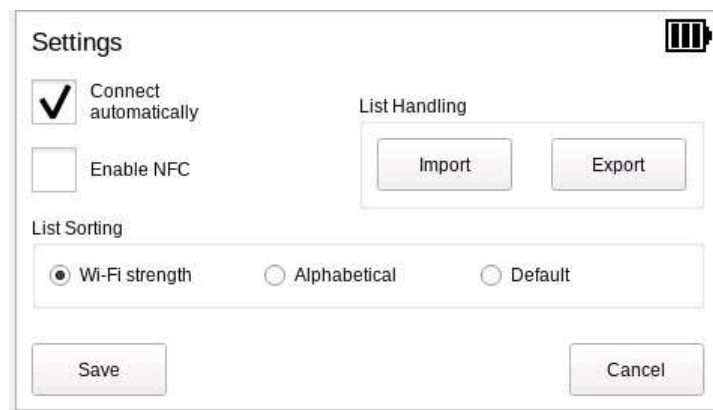 Settings
Connect
automatically
Enable NFC
List Handling
Import
Export
List Sorting
Wi-Fi strength
Alphabetical
Default
Save
Cancel